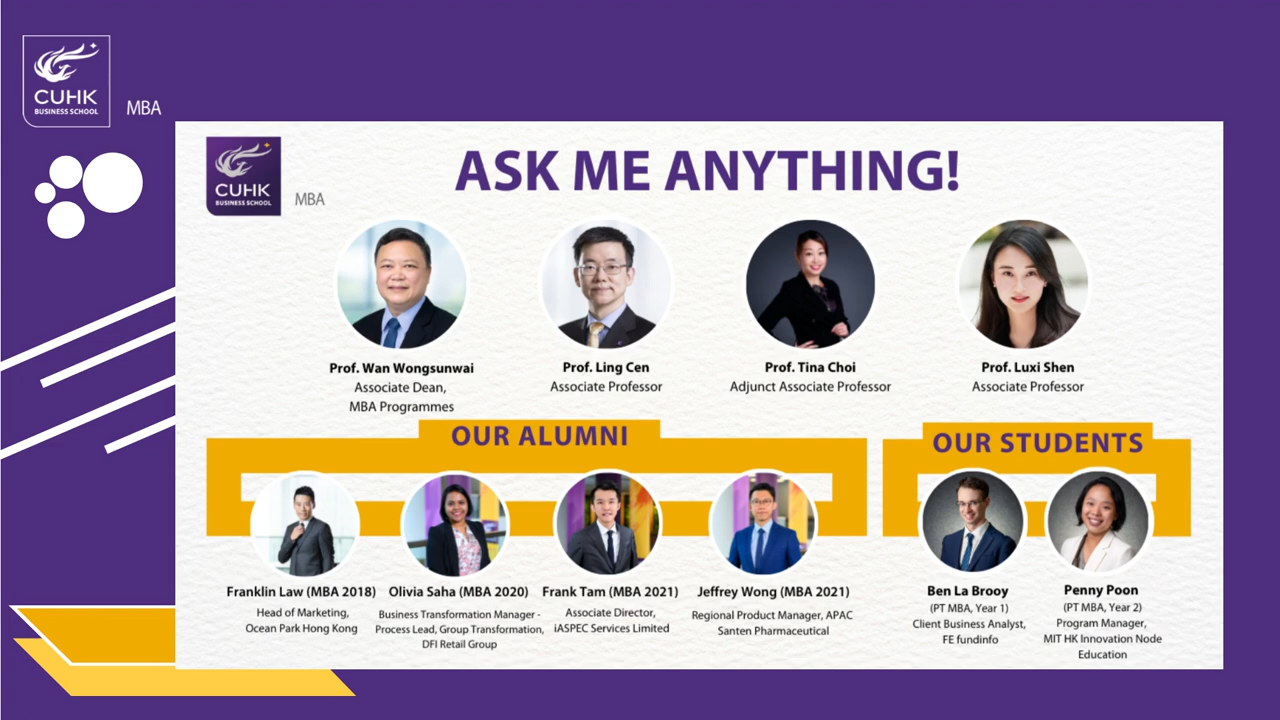 CUHK
BUSINESS SCHOOL
MBA
CUHK
BUSINESS SCHOOL
MBA
ASK ME ANYTHING!
Prof. Wan Wongsunwai
Associate Dean,
MBA Programmes
Prof. Ling Cen
Associate Professor
Prof. Tina Choi
Adjunct Associate Professor
Prof. Luxi Shen
Associate Professor
OUR ALUMNI
Franklin Law (MBA 2018)
Head of Marketing,
Ocean Park Hong Kong
Olivia Saha (MBA 2020)
Business Transformation Manager -
Process Lead, Group Transformation,
DFI Retail Group
Frank Tam (MBA 2021)
Associate Director,
iASPEC Services Limited
Jeffrey Wong (MBA 2021)
Regional Product Manager, APAC
Santen Pharmaceutical
OUR STUDENTS
Ben La Brooy
(PT MBA, Year 1)
Client Business Analyst,
FE fundinfo
Penny Poon
(PT MBA, Year 2)
Program Manager,
MIT HK Innovation Node
Education